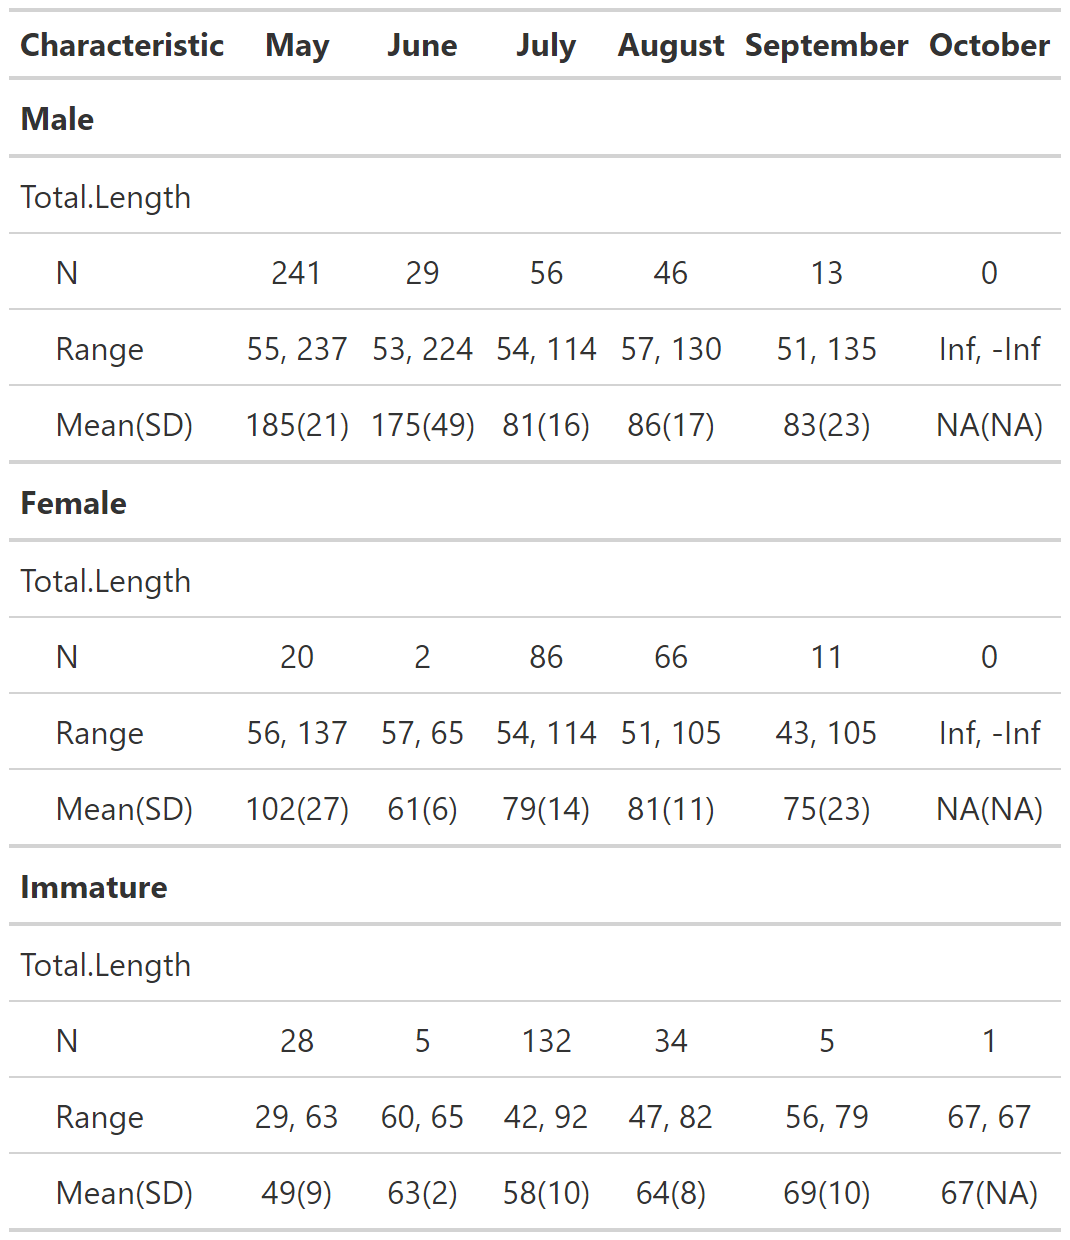 Characteristic May June July August September October
Male
Total.Length
N 241 29 56 46 13 0
Range 55, 237 53, 224 54, 114 57, 130 51, 135 Inf, -Inf
Mean(SD) 185(21) 175(49) 81(16) 86(17) 83(23) NA(NA)
Female
Total.Length
N 20 2 86 66 11 0
Range 56, 137 57, 65 54, 114 51, 105 43, 105 Inf, -Inf
Mean(SD) 102(27) 61(6) 79(14) 81(11) 75(23) NA(NA)
Immature
Total.Length
N 28 5 132 34 5 1
Range 29, 63 60, 65 42, 92 47, 82 56, 79 67, 67
Mean(SD) 49(9) 63(2) 58(10) 64(8) 69(10) 67(NA)